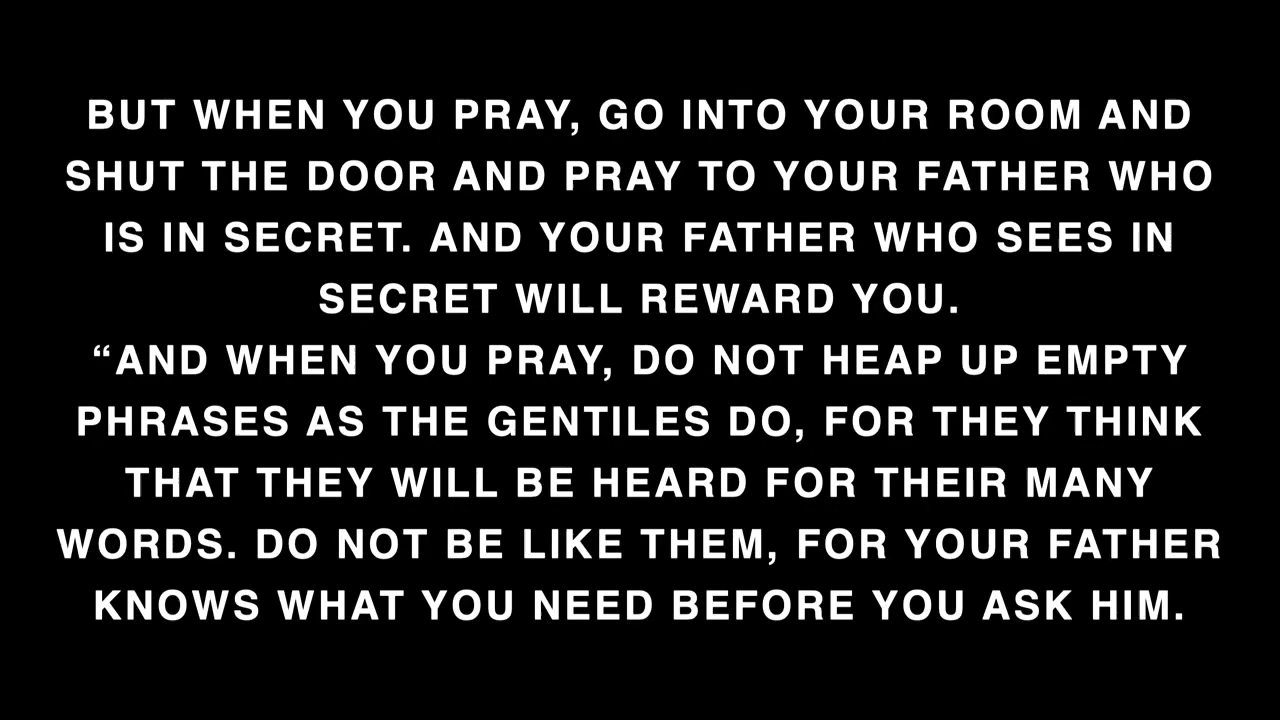 BUT WHEN YOU PRAY, GO INTO YOUR ROOM AND
SHUT THE DOOR AND PRAY TO YOUR FATHER WHO
IS IN SECRET. AND YOUR FATHER WHO SEES IN
SECRET WILL REWARD YOU.
“AND WHEN YOU PRAY, DO NOT HEAP UP EMPTY
PHRASES AS THE GENTILES DO, FOR THEY THINK
THAT THEY WILL BE HEARD FOR THEIR MANY
WORDS. DO NOT BE LIKE THEM, FOR YOUR FATHER
KNOWS WHAT YOU NEED BEFORE YOU ASK HIM.